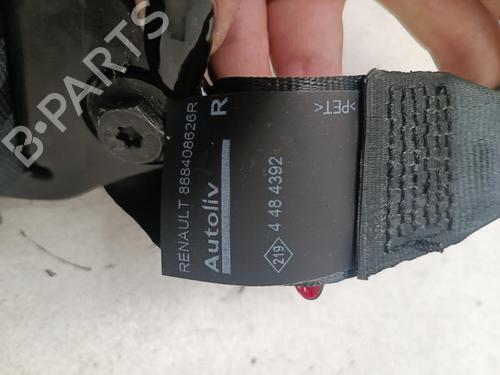 RENAULT 888408626R
R
Autoliv
219
4 48 4392
>PET<
B-PARTS